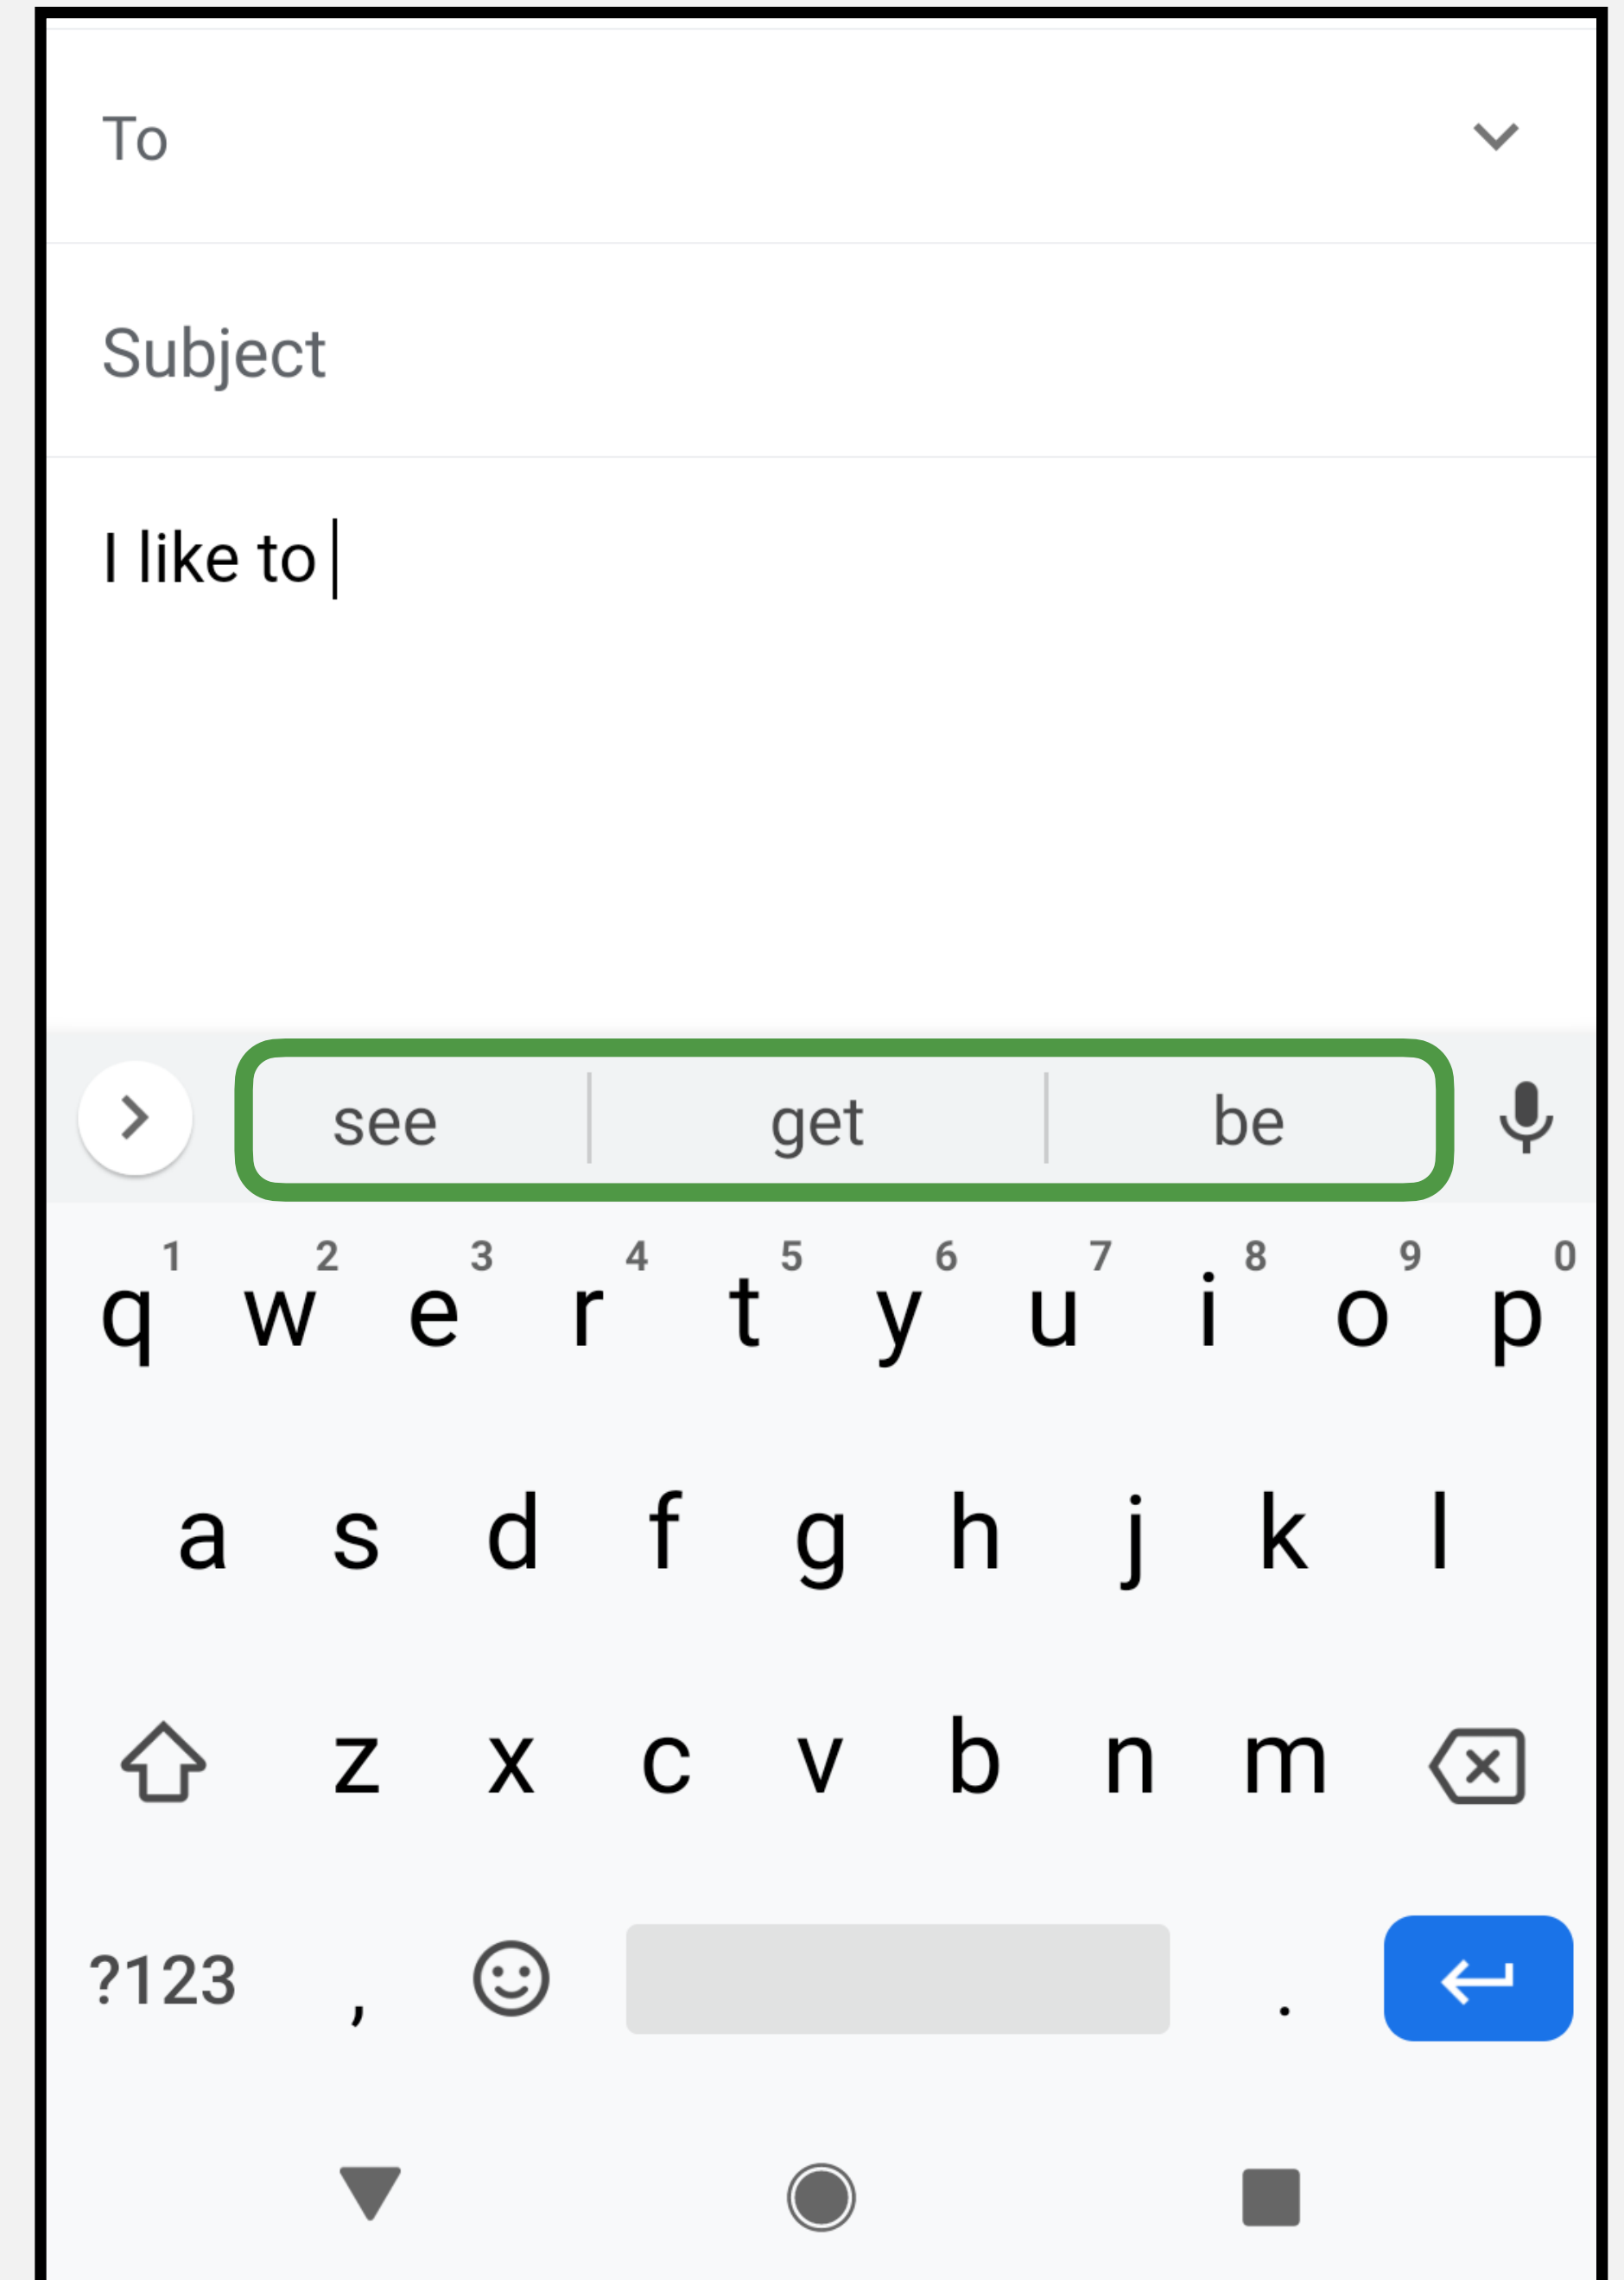 To
Subject
I like to
see get be
1 2 3 4 5 6 7 8 9 0
q w e r t y u i o p
a s d f g h j k l
z x c v b n m
?123 , .